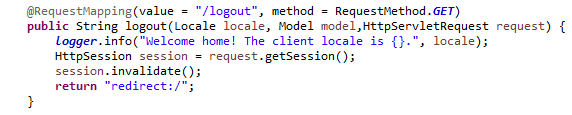 @RequestMapping(value = "/logout", method = RequestMethod.GET)
public String logout(Locale locale, Model model,HttpServletRequest request) {
logger.info("Welcome home! The client locale is {}.", locale);
HttpSession session = request.getSession();
session.invalidate();
return "redirect:/";
}